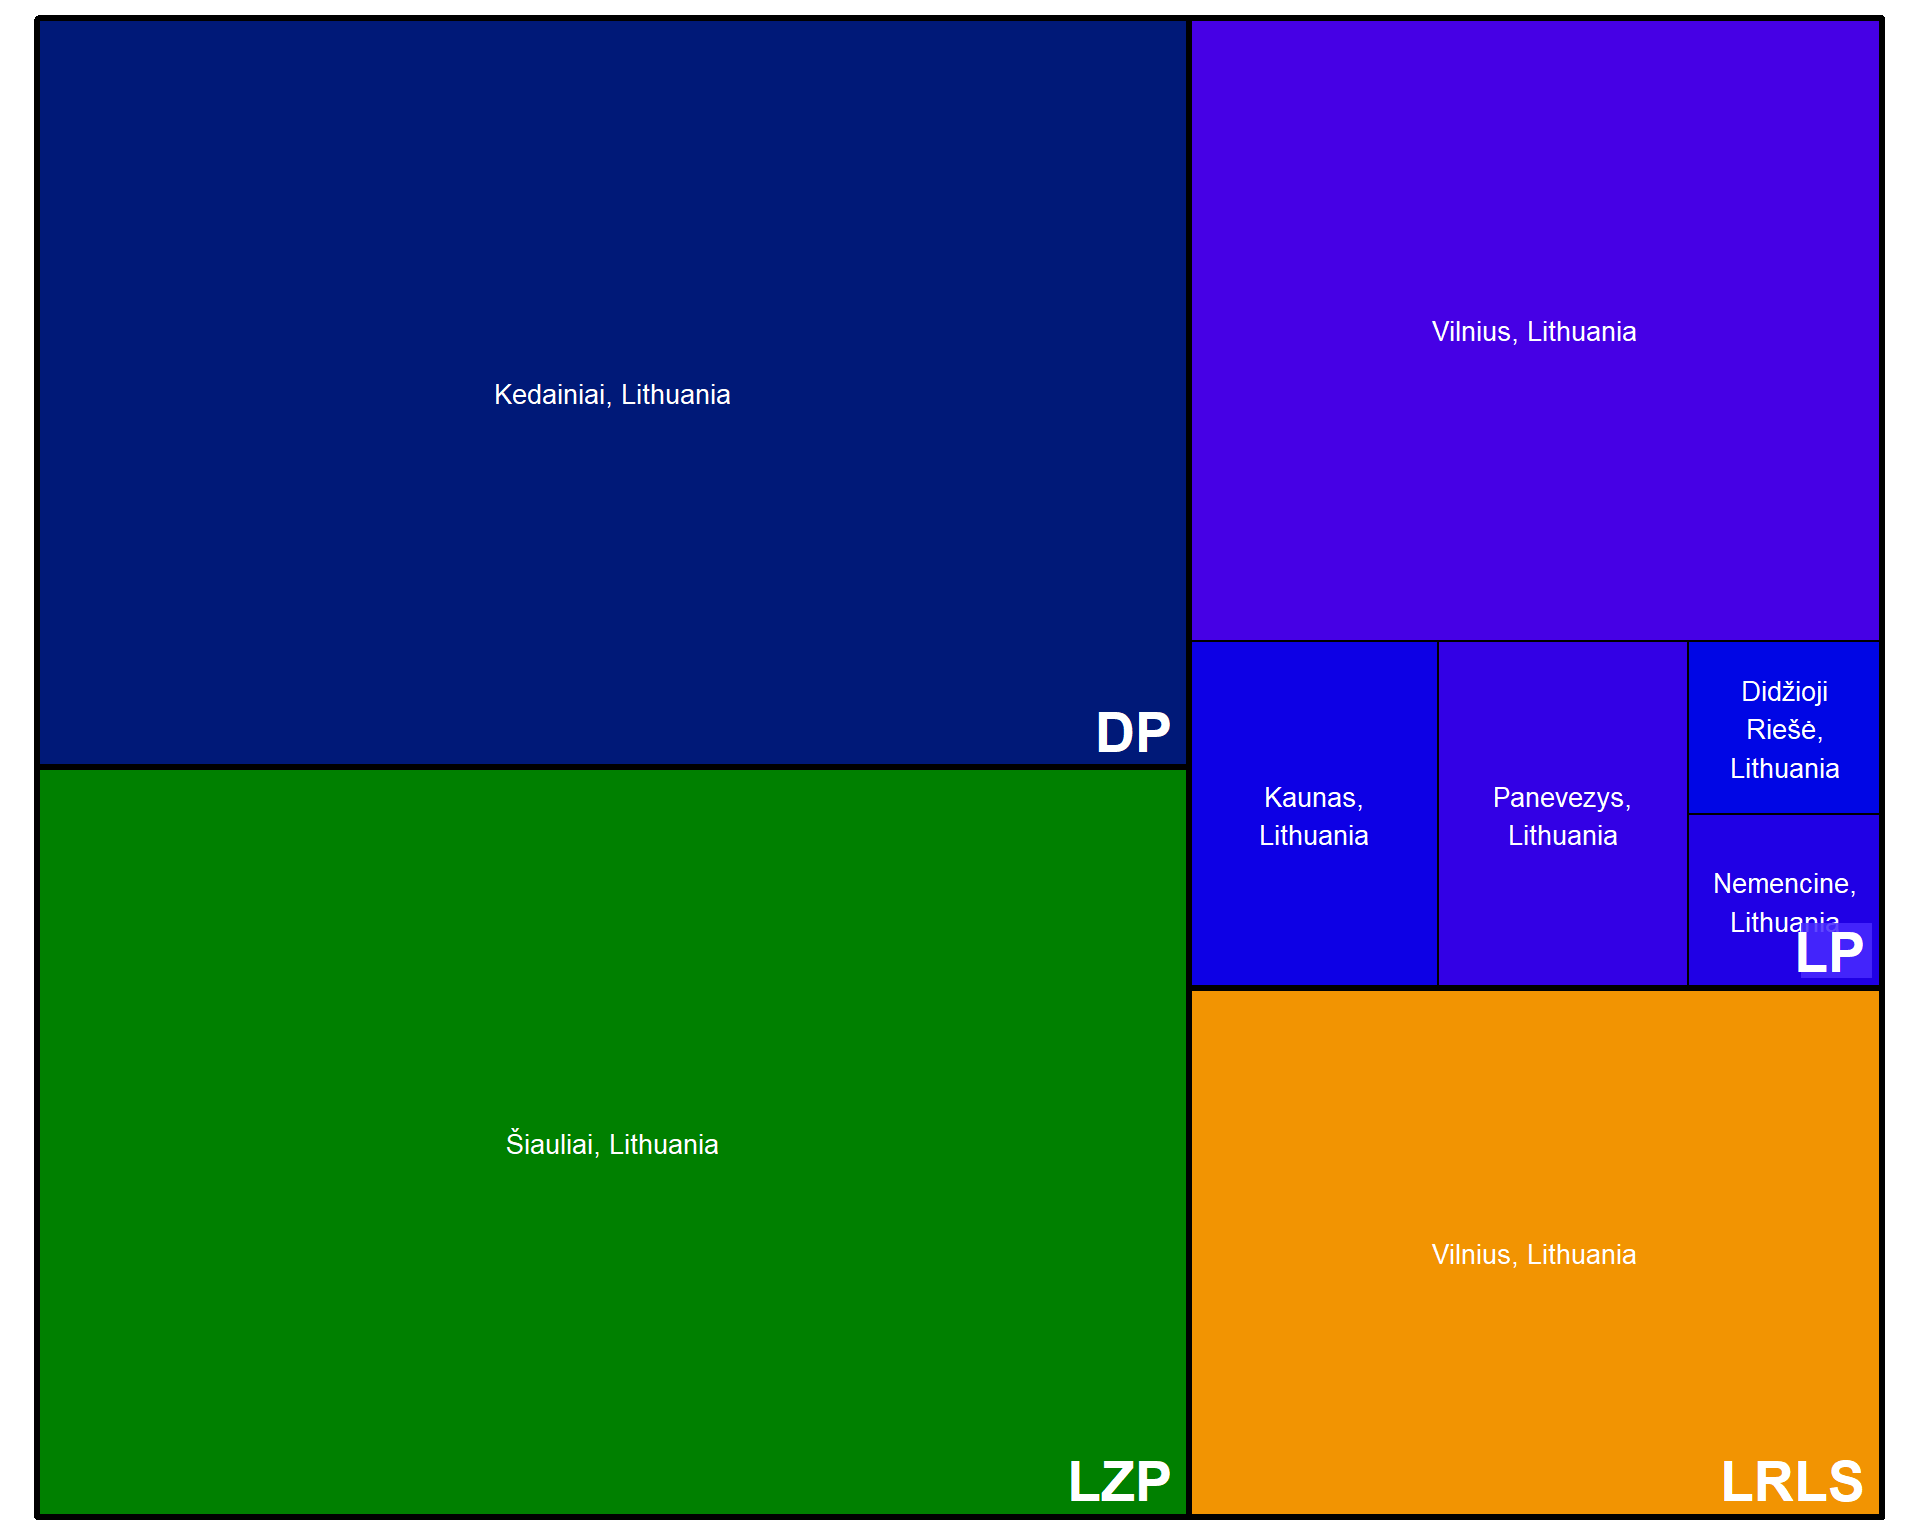 Kedainiai, Lithuania
DP
Šiauliai, Lithuania
LZP
Vilnius, Lithuania
Kaunas,
Lithuania
Panevezys,
Lithuania
Didžioji
Riešė,
Lithuania
Nemencine,
Lithuania
LP
Vilnius, Lithuania
LRLS